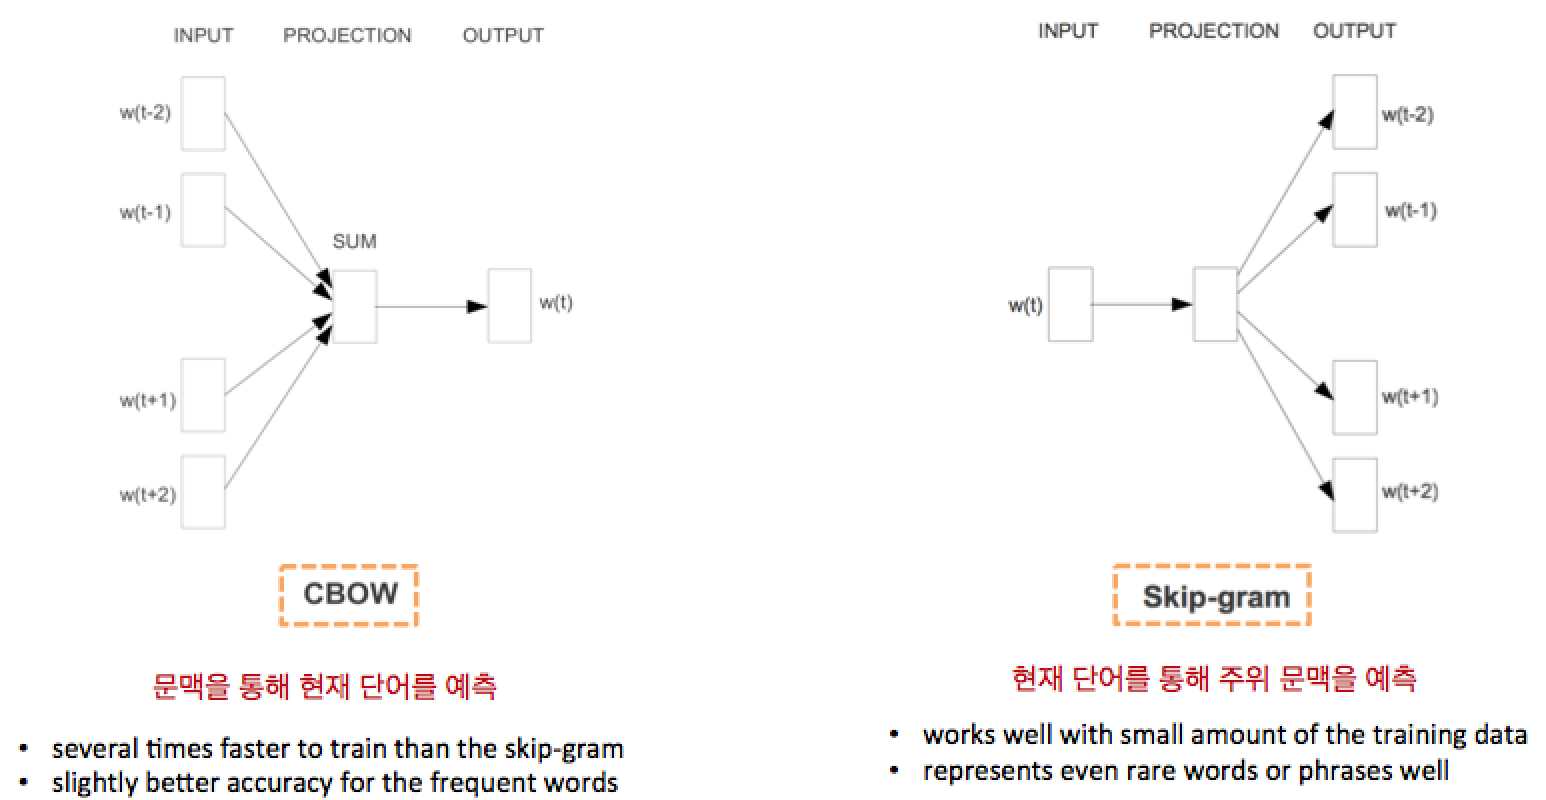 INPUT PROJECTION OUTPUT
w(t-2)
w(t-1)
SUM
w(t)
w(t+1)
w(t+2)
CBOW
문맥을 통해 현재 단어를 예측
• several times faster to train than the skip-gram
• slightly better accuracy for the frequent words
INPUT PROJECTION OUTPUT
w(t-2)
w(t-1)
w(t)
w(t+1)
w(t+2)
Skip-gram
현재 단어를 통해 주위 문맥을 예측
• works well with small amount of the training data
• represents even rare words or phrases well